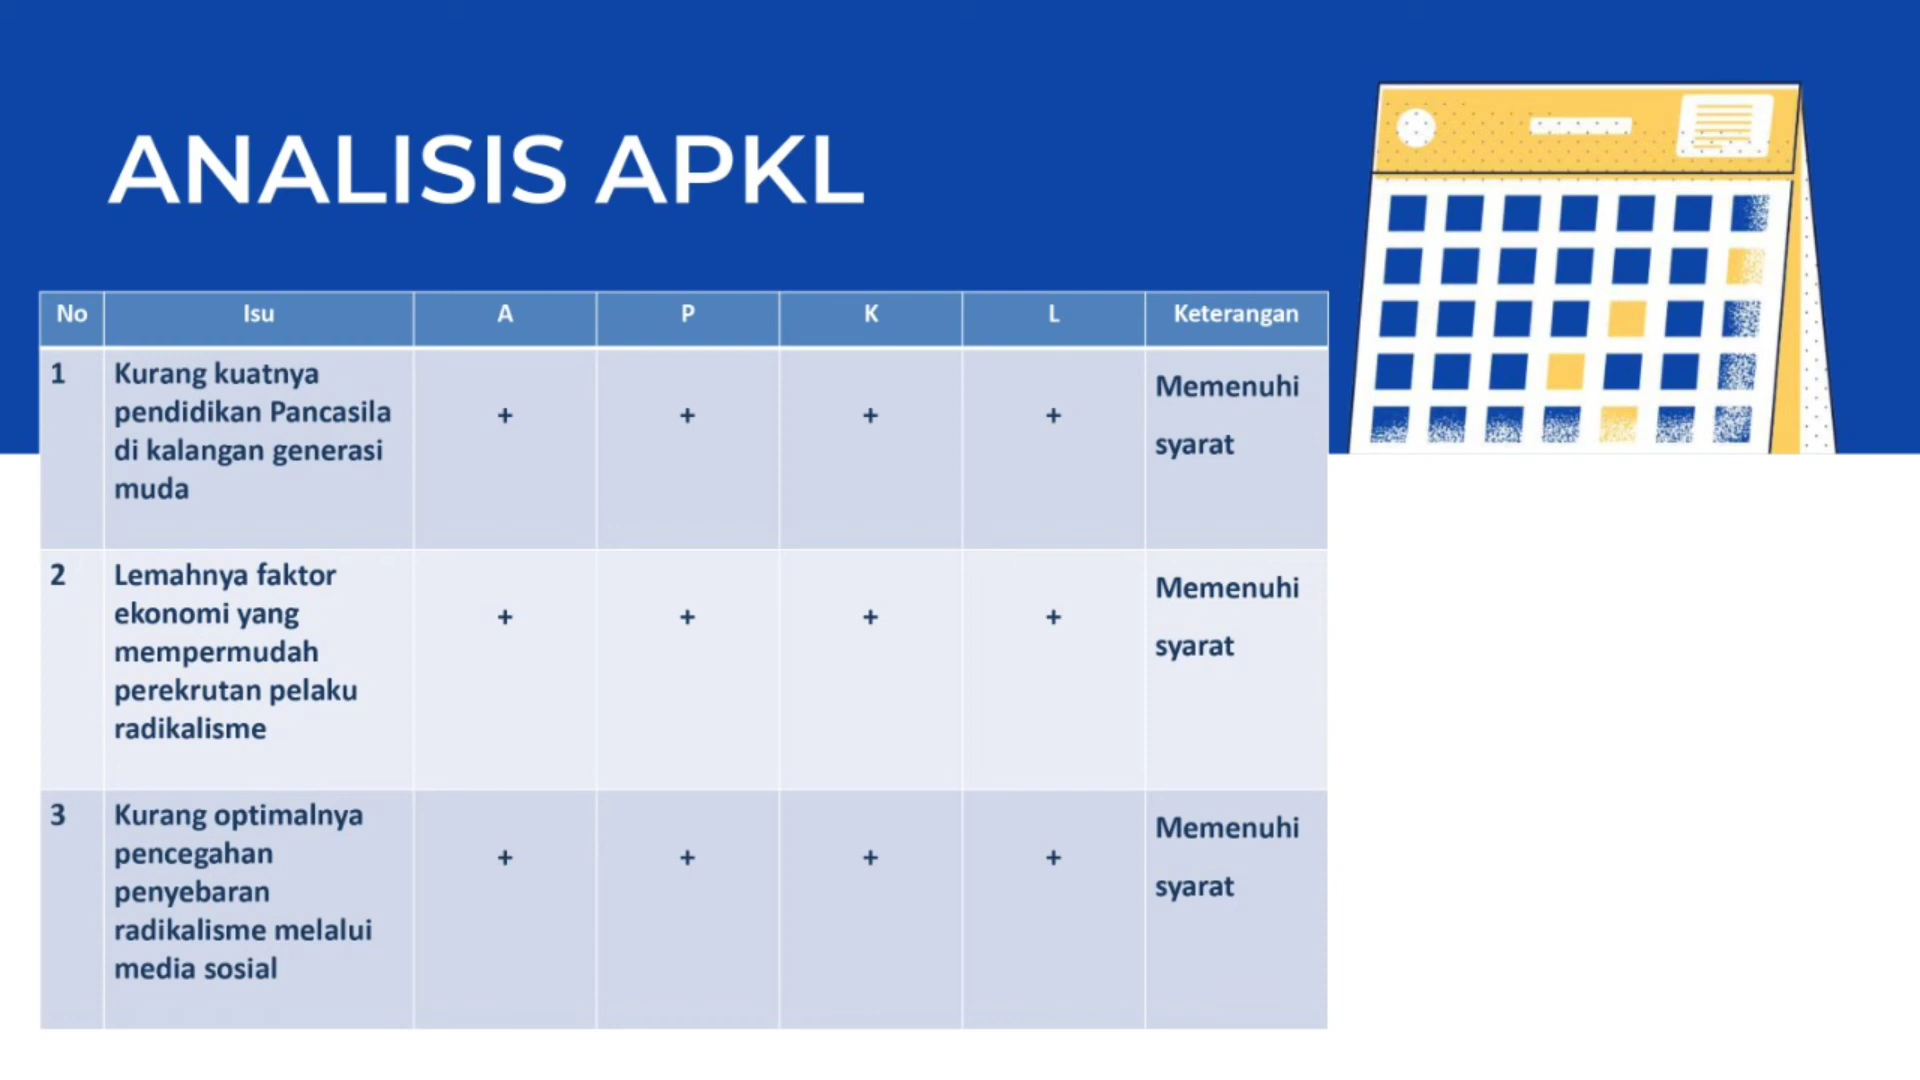 ANALISIS APKL
No Isu A P K L Keterangan
1 Kurang kuatnya
pendidikan Pancasila
di kalangan generasi
muda
+ + + +
Memenuhi
syarat
2 Lemahnya faktor
ekonomi yang
mempermudah
perekrutan pelaku
radikalisme
+ + + +
Memenuhi
syarat
3 Kurang optimalnya
pencegahan
penyebaran
radikalisme melalui
media sosial
+ + + +
Memenuhi
syarat